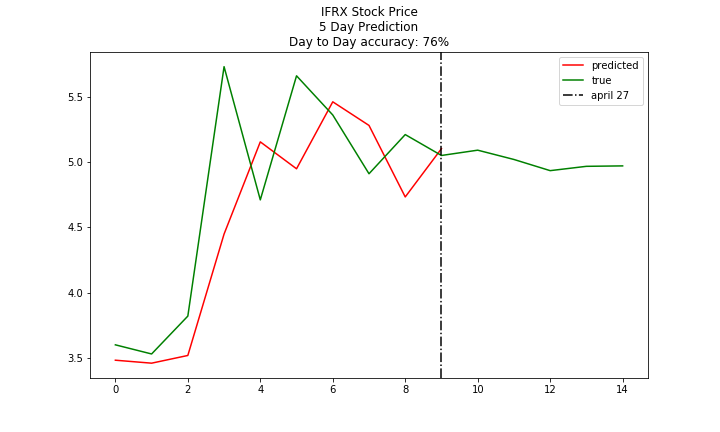 IFRX Stock Price
5 Day Prediction
Day to Day accuracy: 76%
predicted
true
april 27
5.5
5.0
4.5
4.0
3.5
0 2 4 6 8 10 12 14